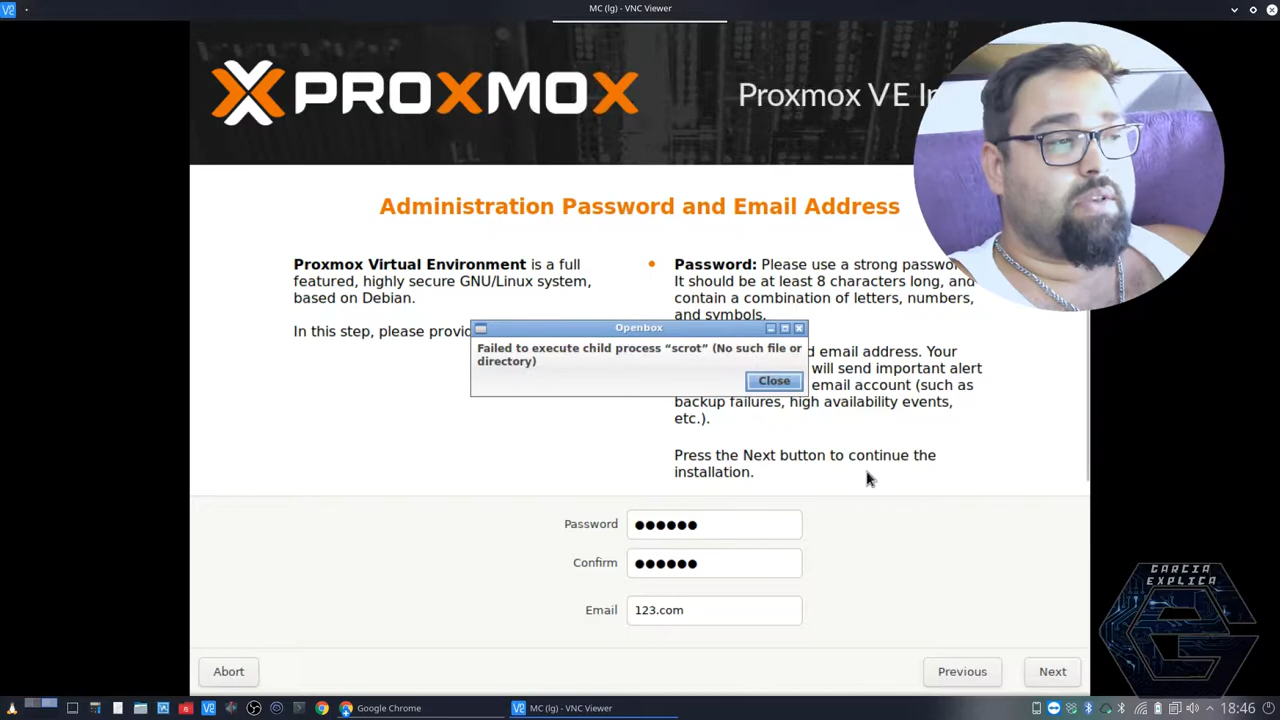 MC (lg) - VNC Viewer
PROXMOX
Proxmox VE In
Administration Password and Email Address
Proxmox Virtual Environment is a full
featured, highly secure GNU/Linux system,
based on Debian.
In this step, please provid
Password: Please use a strong passwor
It should be at least 8 characters long, and
contain a combination of letters, numbers,
and symbols.
d email address. Your
will send important alert
email account (such as
backup failures, high availability events,
etc.).
Press the Next button to continue the
installation.
Openbox
Failed to execute child process “scrot” (No such file or
directory)
Close
Password ●●●●●●
Confirm ●●●●●●
Email 123.com
Abort
Previous
Next
GARCIA
EXPLICA
Google Chrome
MC (lg) - VNC Viewer
18:46